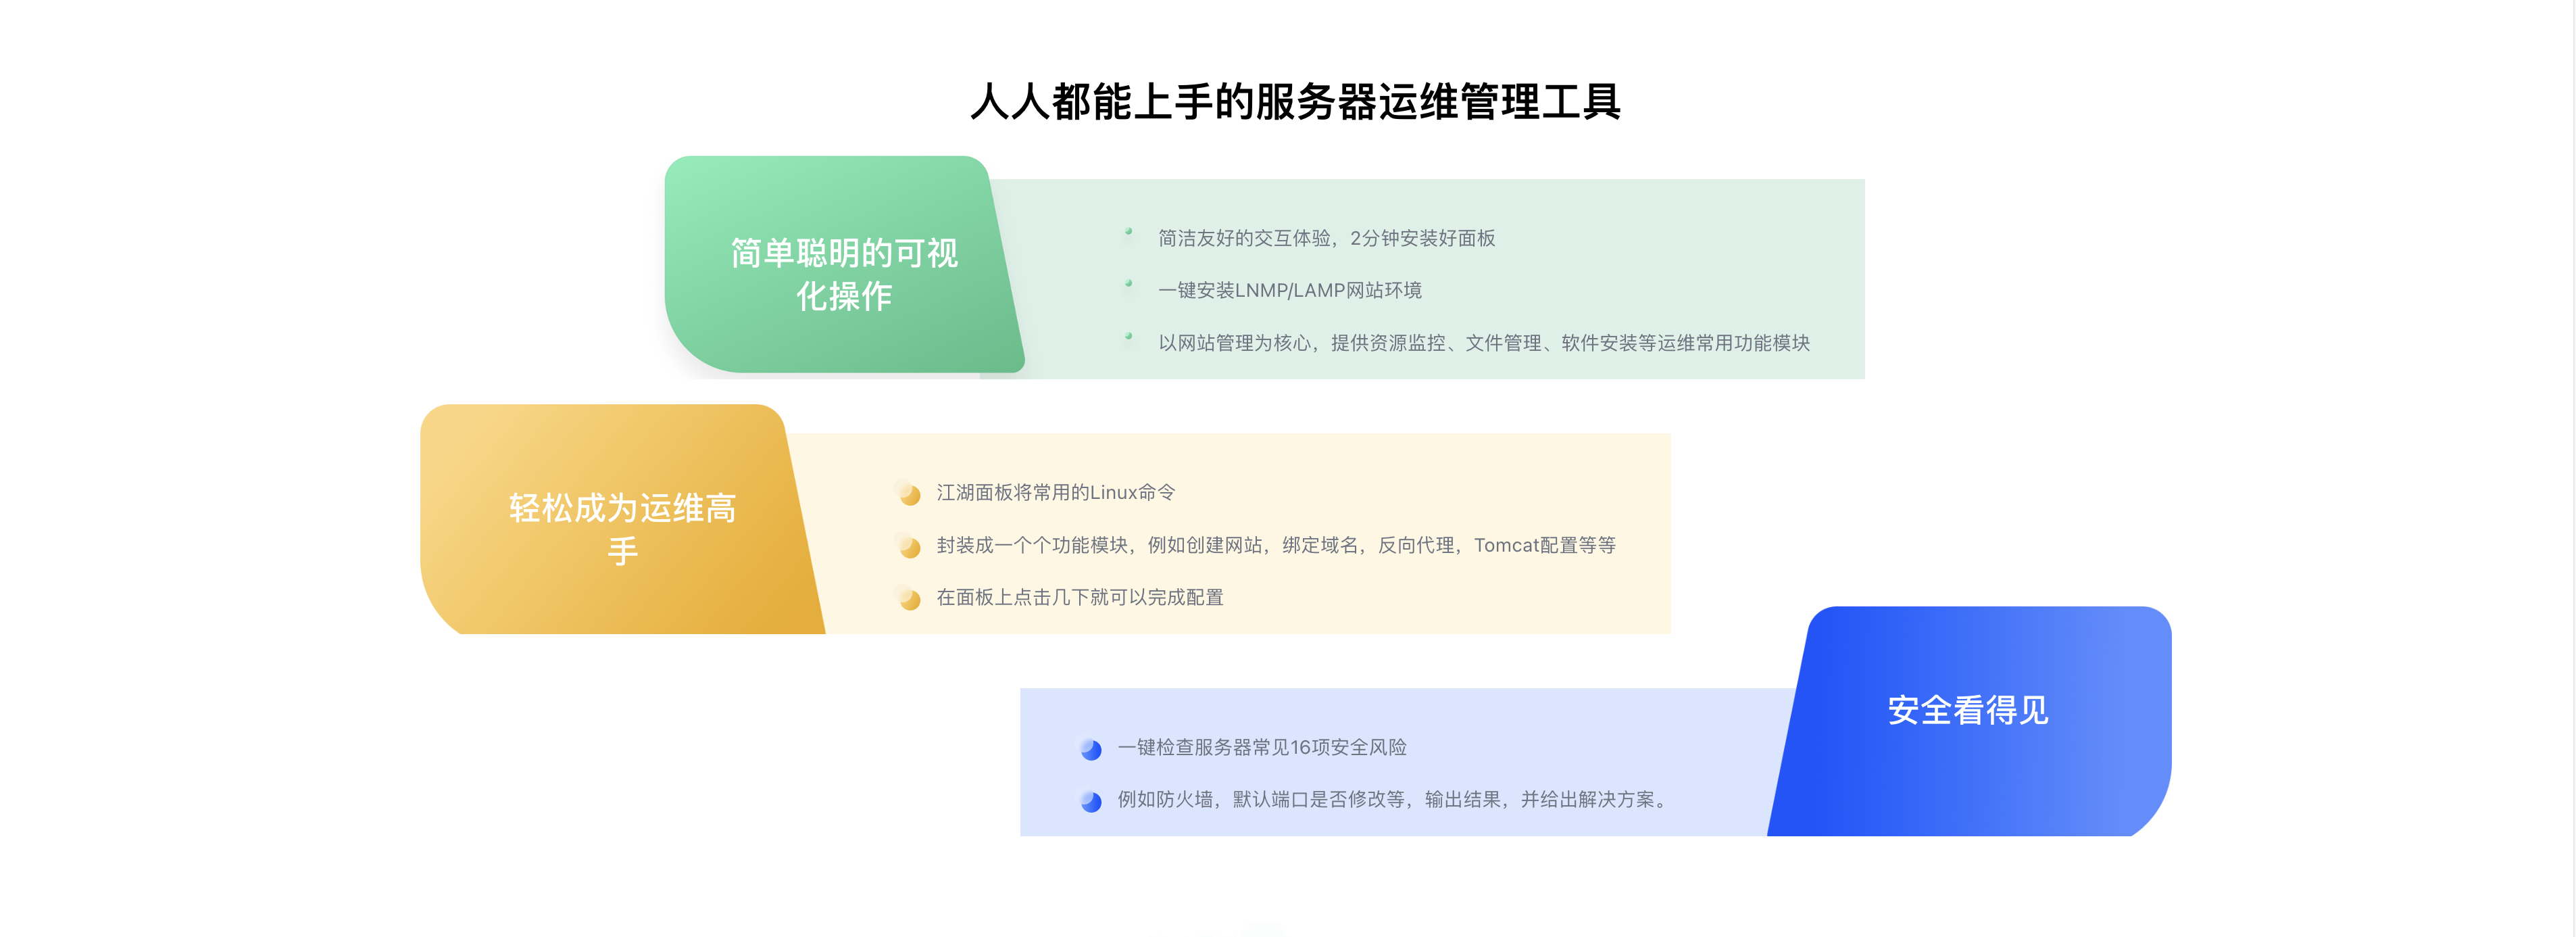 人人都能上手的服务器运维管理工具
简单聪明的可视
化操作
简洁友好的交互体验，2分钟安装好面板
一键安装LNMP/LAMP网站环境
以网站管理为核心，提供资源监控、文件管理、软件安装等运维常用功能模块
轻松成为运维高
手
江湖面板将常用的Linux命令
封装成一个个功能模块，例如创建网站，绑定域名，反向代理，Tomcat配置等等
在面板上点击几下就可以完成配置
安全看得见
一键检查服务器常见16项安全风险
例如防火墙，默认端口是否修改等，输出结果，并给出解决方案。